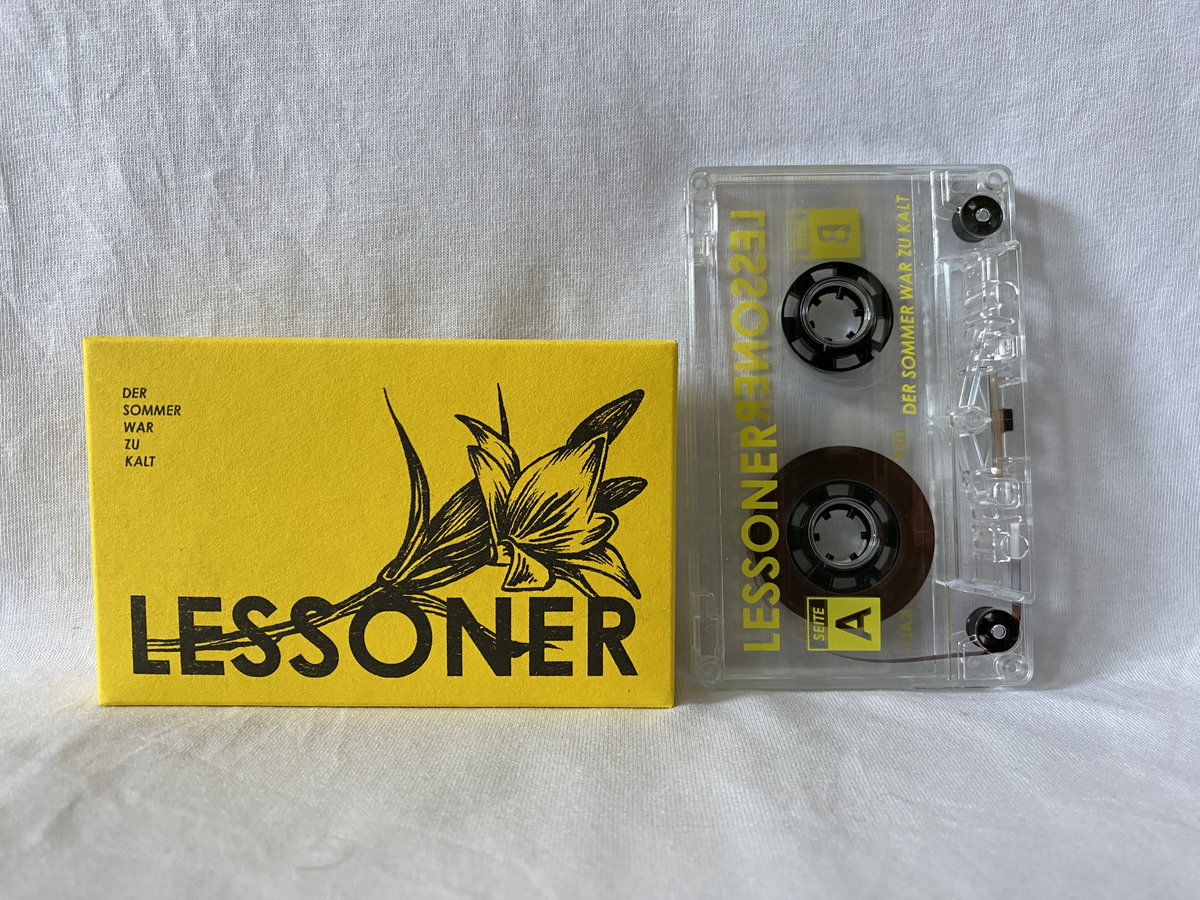 DER
SOMMER
WAR
ZU
KALT
LESSONER
LESSONER
SEITE
A
DER SOMMER WAR ZU KALT
LESSONER
B